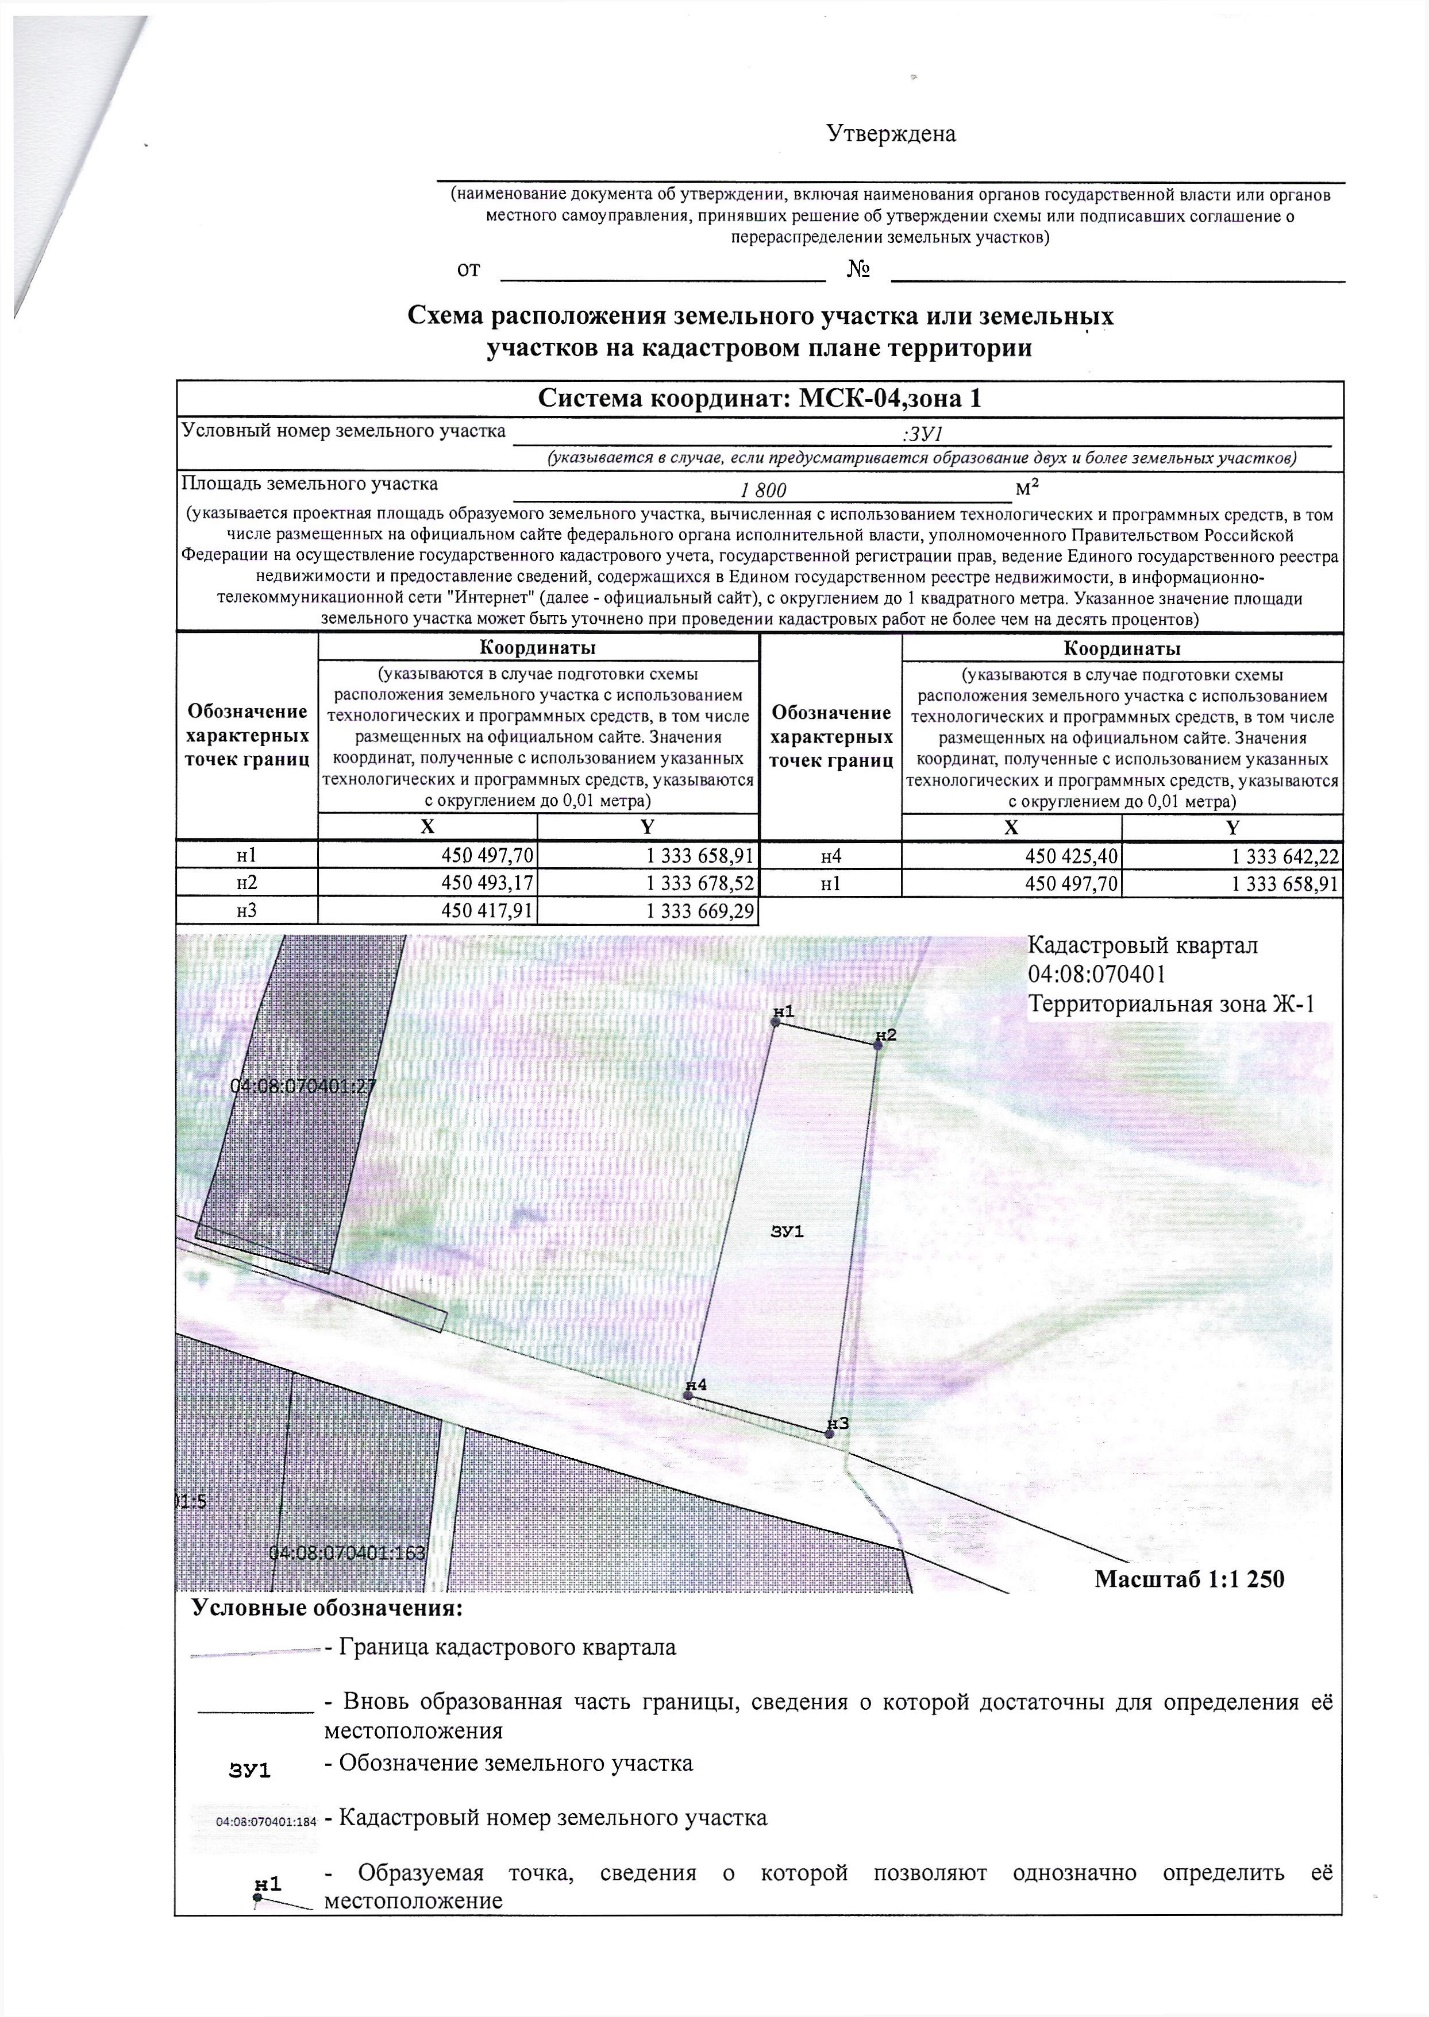 Утверждена
(наименование документа об утверждении, включая наименования органов государственной власти или органов
местного самоуправления, принявших решение об утверждении схемы или подписавших соглашение о
перераспределении земельных участков)
от № 
Схема расположения земельного участка или земельных
участков на кадастровом плане территории
Система координат: МСК-04,зона 1
Условный номер земельного участка :ЗУ1
(указывается в случае, если предусматривается образование двух и более земельных участков)
Площадь земельного участка 1 800 м²
(указывается проектная площадь образуемого земельного участка, вычисленная с использованием технологических и программных средств, в том
числе размещенных на официальном сайте федерального органа исполнительной власти, уполномоченного Правительством Российской
Федерации на осуществление государственного кадастрового учета, государственной регистрации прав, ведение Единого государственного реестра
недвижимости и предоставление сведений, содержащихся в Едином государственном реестре недвижимости, в информационно-
телекоммуникационной сети "Интернет" (далее - официальный сайт), с округлением до 1 квадратного метра. Указанное значение площади
земельного участка может быть уточнено при проведении кадастровых работ не более чем на десять процентов)
Обозначение
характерных
точек границ
Координаты
(указываются в случае подготовки схемы
расположения земельного участка с использованием
технологических и программных средств, в том числе
размещенных на официальном сайте. Значения
координат, полученные с использованием указанных
технологических и программных средств, указываются
с округлением до 0,01 метра)
X Y
Обозначение
характерных
точек границ
Координаты
(указываются в случае подготовки схемы
расположения земельного участка с использованием
технологических и программных средств, в том числе
размещенных на официальном сайте. Значения
координат, полученные с использованием указанных
технологических и программных средств, указываются
с округлением до 0,01 метра)
X Y
н1 450 497,70 1 333 658,91 н4 450 425,40 1 333 642,22
н2 450 493,17 1 333 678,52 н1 450 497,70 1 333 658,91
н3 450 417,91 1 333 669,29
Кадастровый квартал
04:08:070401
Территориальная зона Ж-1
н1
н2
04:08:070401:27
ЗУ1
н4
н3
01:5
04:08:070401:163
Масштаб 1:1 250
Условные обозначения:
- Граница кадастрового квартала
- Вновь образованная часть границы, сведения о которой достаточны для определения её
местоположения
ЗУ1 - Обозначение земельного участка
04:08:070401:184 - Кадастровый номер земельного участка
н1 - Образуемая точка, сведения о которой позволяют однозначно определить её
местоположение